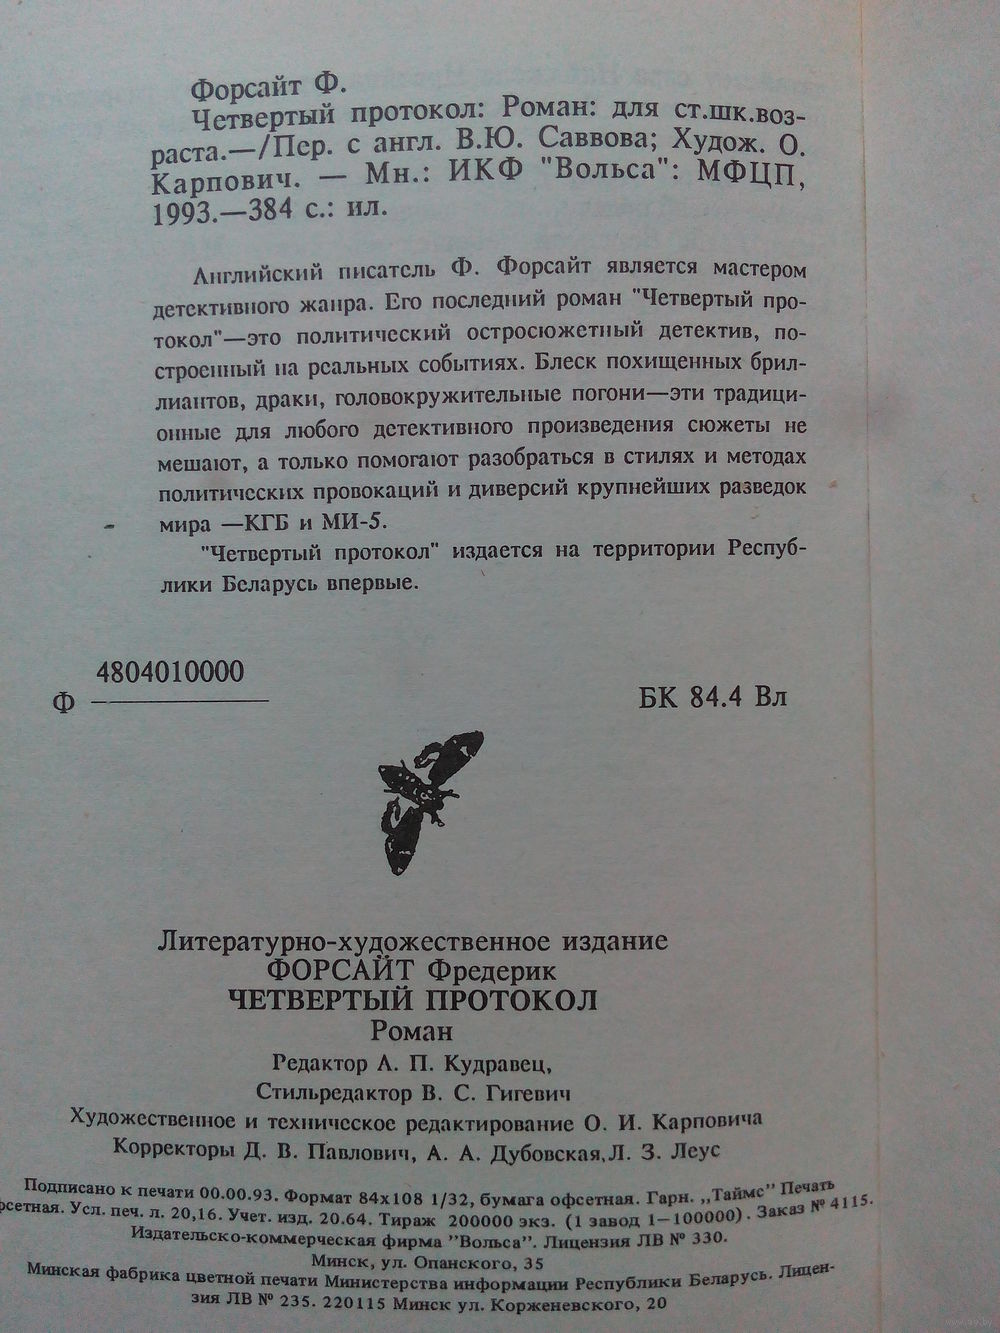 Форсайт Ф.
Четвертый протокол: Роман: для ст.шк.воз-
раста.—/Пер. с англ. В.Ю. Саввова; Худож. О.
Карпович. — Мн.: ИКФ "Вольса": МФЦП,
1993.—384 с.: ил.
Английский писатель Ф. Форсайт является мастером
детективного жанра. Его последний роман "Четвертый про-
токол"—это политический остросюжетный детектив, по-
строенный на реальных событиях. Блеск похищенных брил-
лиантов, драки, головокружительные погони—эти традици-
онные для любого детективного произведения сюжеты не
мешают, а только помогают разобраться в стилях и методах
политических провокаций и диверсий крупнейших разведок
мира —КГБ и МИ-5.
"Четвертый протокол" издается на территории Респуб-
лики Беларусь впервые.
4804010000
Ф
БК 84.4 Вл
Литературно-художественное издание
ФОРСАЙТ Фредерик
ЧЕТВЕРТЫЙ ПРОТОКОЛ
Роман
Редактор А. П. Кудравец,
Стильредактор В. С. Гигевич
Художественное и техническое редактирование О. И. Карповича
Корректоры Д. В. Павлович, А. А. Дубовская,Л. З. Леус
Подписано к печати 00.00.93. Формат 84x108 1/32, бумага офсетная. Гарн. „Таймс" Печать
фсетная. Усл. печ. л. 20,16. Учет. изд. 20.64. Тираж 200000 экз. (1 завод 1—100000). Заказ № 4115.
Издательско-коммерческая фирма "Вольса". Лицензия ЛВ № 330.
Минск, ул. Опанского, 35
Минская фабрика цветной печати Министерства информации Республики Беларусь. Лицен-
зия ЛВ № 235. 220115 Минск ул. Корженевского, 20